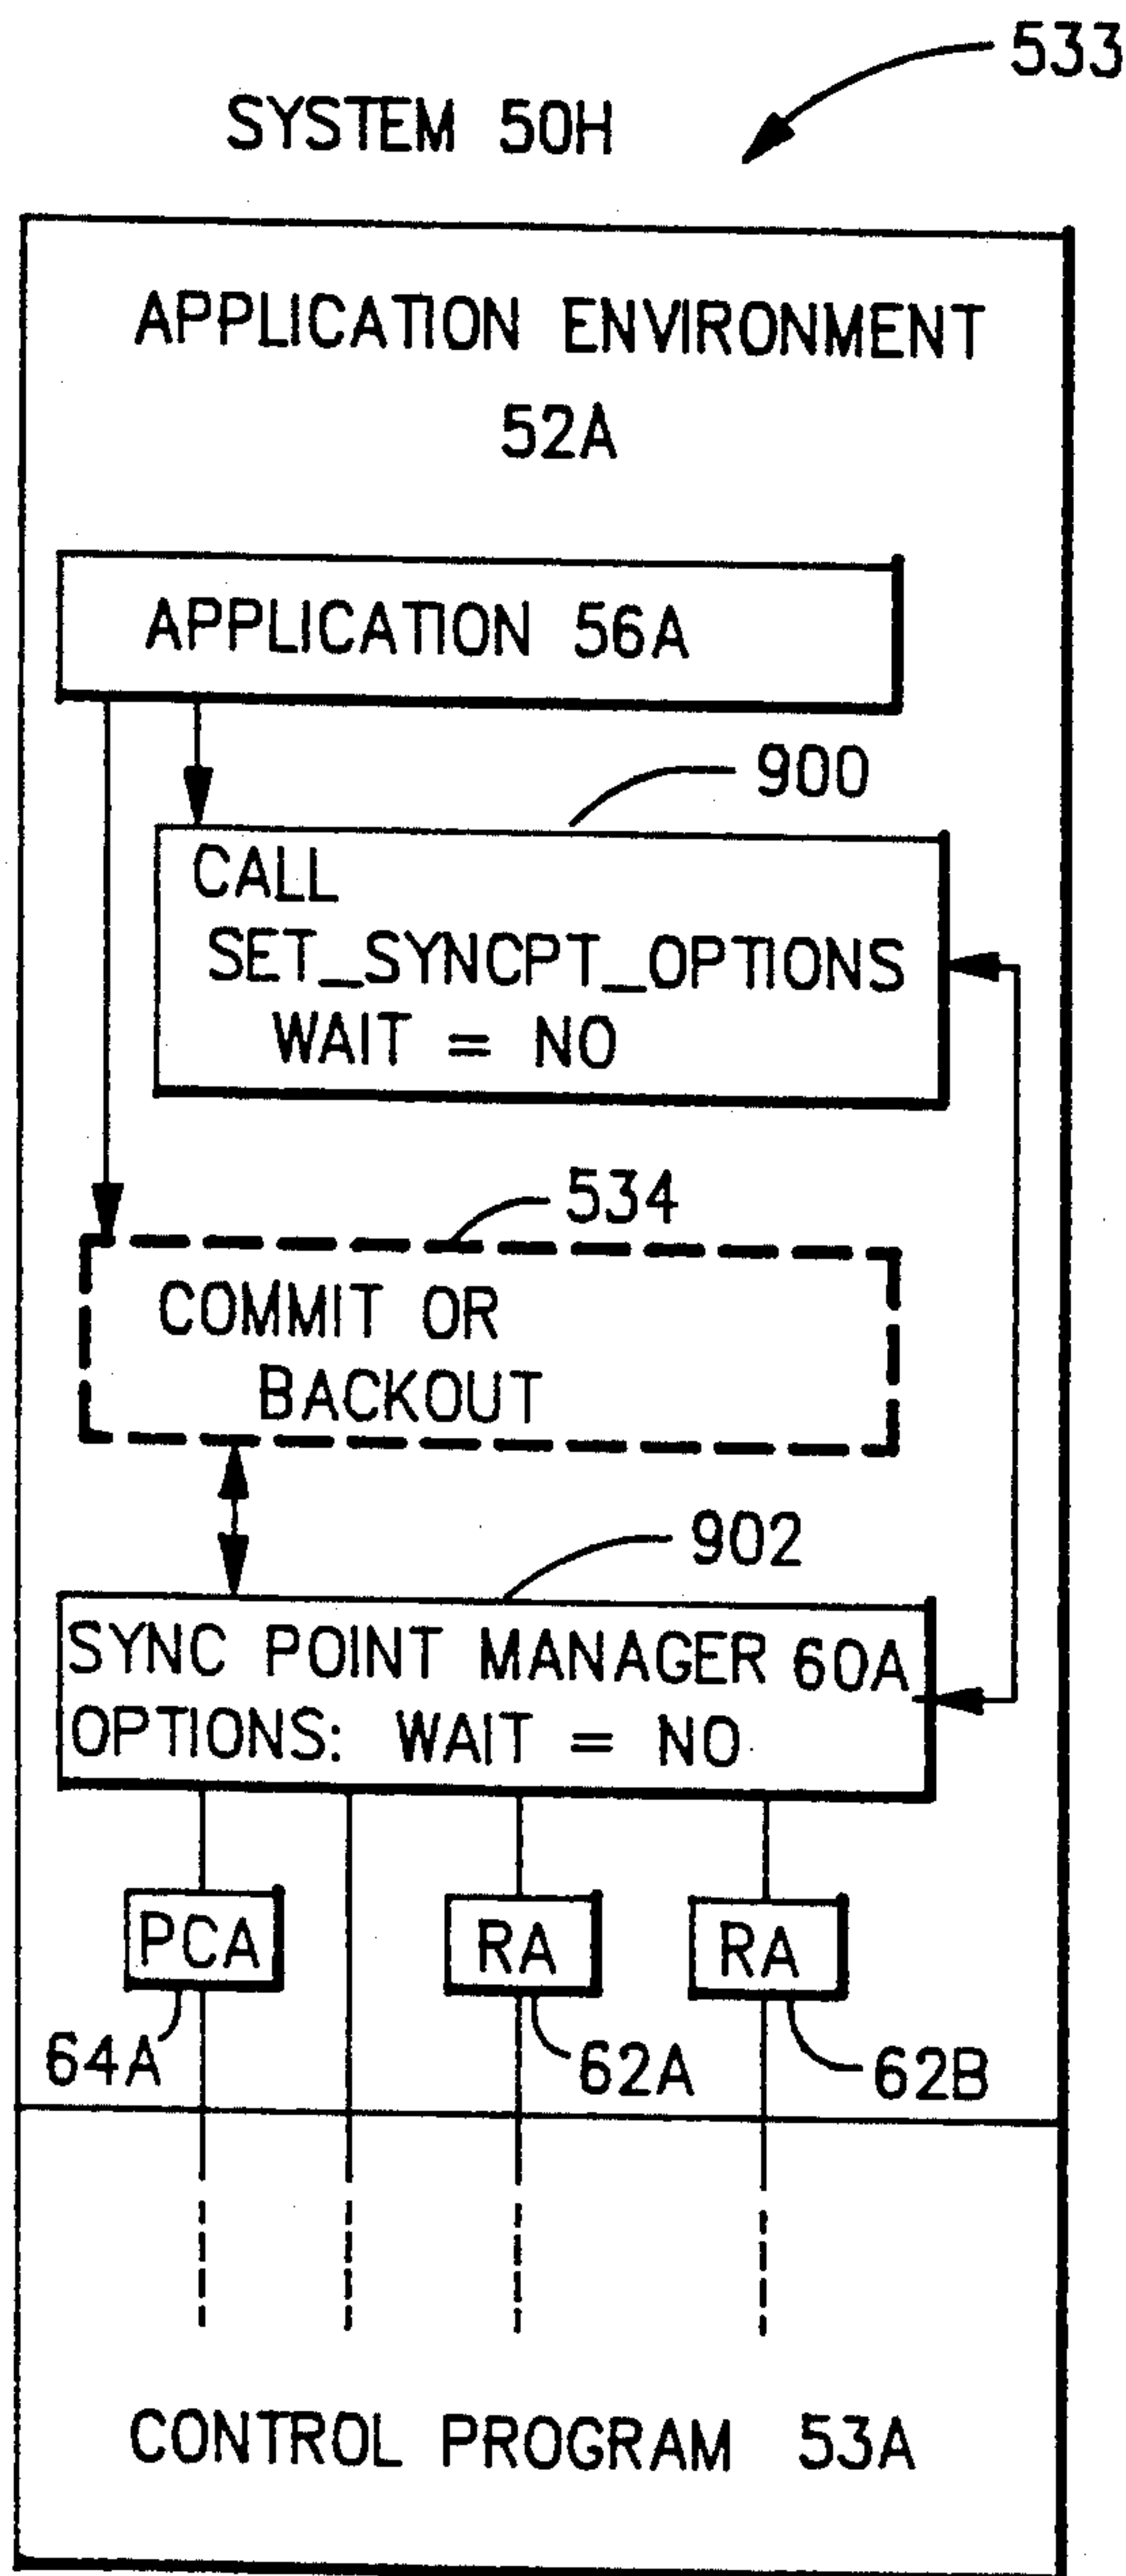 533
SYSTEM 50H
APPLICATION ENVIRONMENT
52A
APPLICATION 56A
900
CALL
SET_SYNCPT_OPTIONS
WAIT = NO
534
COMMIT OR
BACKOUT
902
SYNC POINT MANAGER 60A
OPTIONS: WAIT = NO
PCA RA RA
64A 62A 62B
CONTROL PROGRAM 53A